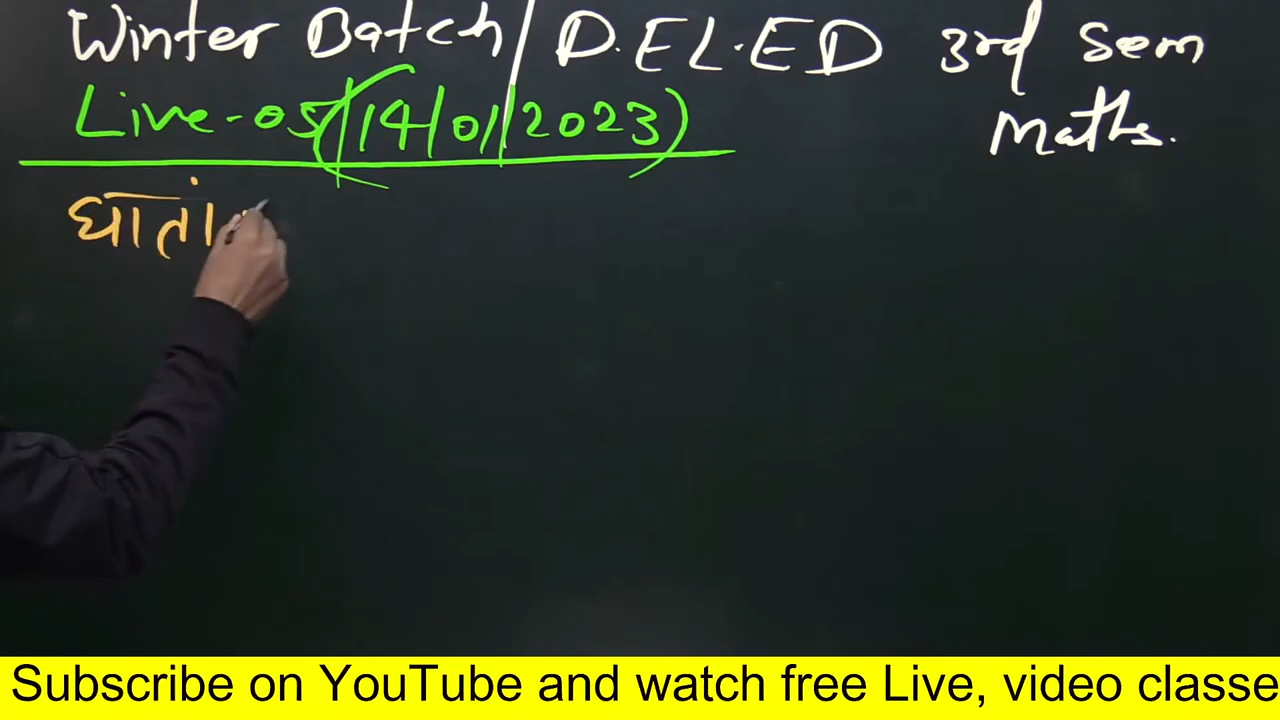 Winter Batch / D.EL.ED 3rd Sem
Maths.
Live-05 (14/01/2023)
घातां
Subscribe on YouTube and watch free Live, video classe